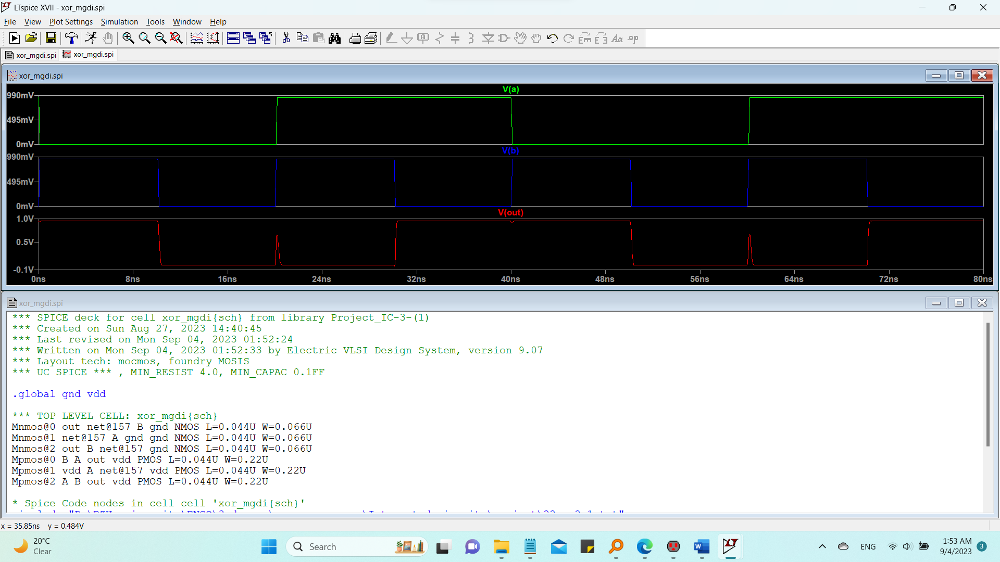 LTspice XVII - xor_mgdi.spi
File View Plot Settings Simulation Tools Window Help
xor_mgdi.spi xor_mgdi.spi
xor_mgdi.spi
V(a)
990mV
495mV
0mV
V(b)
990mV
495mV
0mV
V(out)
1.0V
0.5V
-0.1V
0ns 8ns 16ns 24ns 32ns 40ns 48ns 56ns 64ns 72ns 80ns
xor_mgdi.spi
*** SPICE deck for cell xor_mgdi{sch} from library Project_IC-3-(1)
*** Created on Sun Aug 27, 2023 14:40:45
*** Last revised on Mon Sep 04, 2023 01:52:24
*** Written on Mon Sep 04, 2023 01:52:33 by Electric VLSI Design System, version 9.07
*** Layout tech: mocmos, foundry MOSIS
*** UC SPICE *** , MIN_RESIST 4.0, MIN_CAPAC 0.1FF
.global gnd vdd
*** TOP LEVEL CELL: xor_mgdi{sch}
Mnmos@0 out net@157 B gnd NMOS L=0.044U W=0.066U
Mnmos@1 net@157 A gnd gnd NMOS L=0.044U W=0.066U
Mnmos@2 out B net@157 gnd NMOS L=0.044U W=0.066U
Mpmos@0 B A out vdd PMOS L=0.044U W=0.22U
Mpmos@1 vdd A net@157 vdd PMOS L=0.044U W=0.22U
Mpmos@2 A B out vdd PMOS L=0.044U W=0.22U
* Spice Code nodes in cell cell 'xor_mgdi{sch}'
x = 35.85ns y = 0.484V
20°C
Clear
Search
ENG
1:53 AM
9/4/2023
3